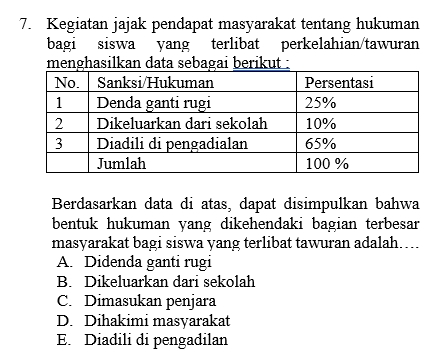 7. Kegiatan jajak pendapat masyarakat tentang hukuman
bagi siswa yang terlibat perkelahian/tawuran
menghasilkan data sebagai berikut :
No. Sanksi/Hukuman Persentasi
1 Denda ganti rugi 25%
2 Dikeluarkan dari sekolah 10%
3 Diadili di pengadialan 65%
Jumlah 100 %
Berdasarkan data di atas, dapat disimpulkan bahwa
bentuk hukuman yang dikehendaki bagian terbesar
masyarakat bagi siswa yang terlibat tawuran adalah….
A. Didenda ganti rugi
B. Dikeluarkan dari sekolah
C. Dimasukan penjara
D. Dihakimi masyarakat
E. Diadili di pengadilan